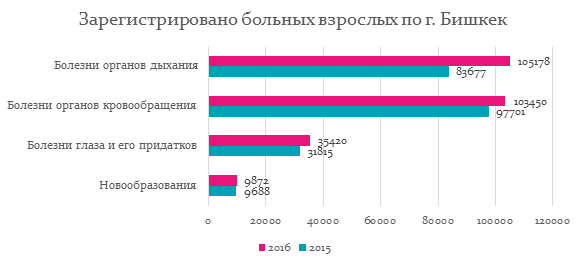 Зарегистрировано больных взрослых по г. Бишкек
Болезни органов дыхания
105178
83677
Болезни органов кровообращения
103450
97701
Болезни глаза и его придатков
35420
31815
Новообразования
9872
9688
0 20000 40000 60000 80000 100000 120000
2016 2015